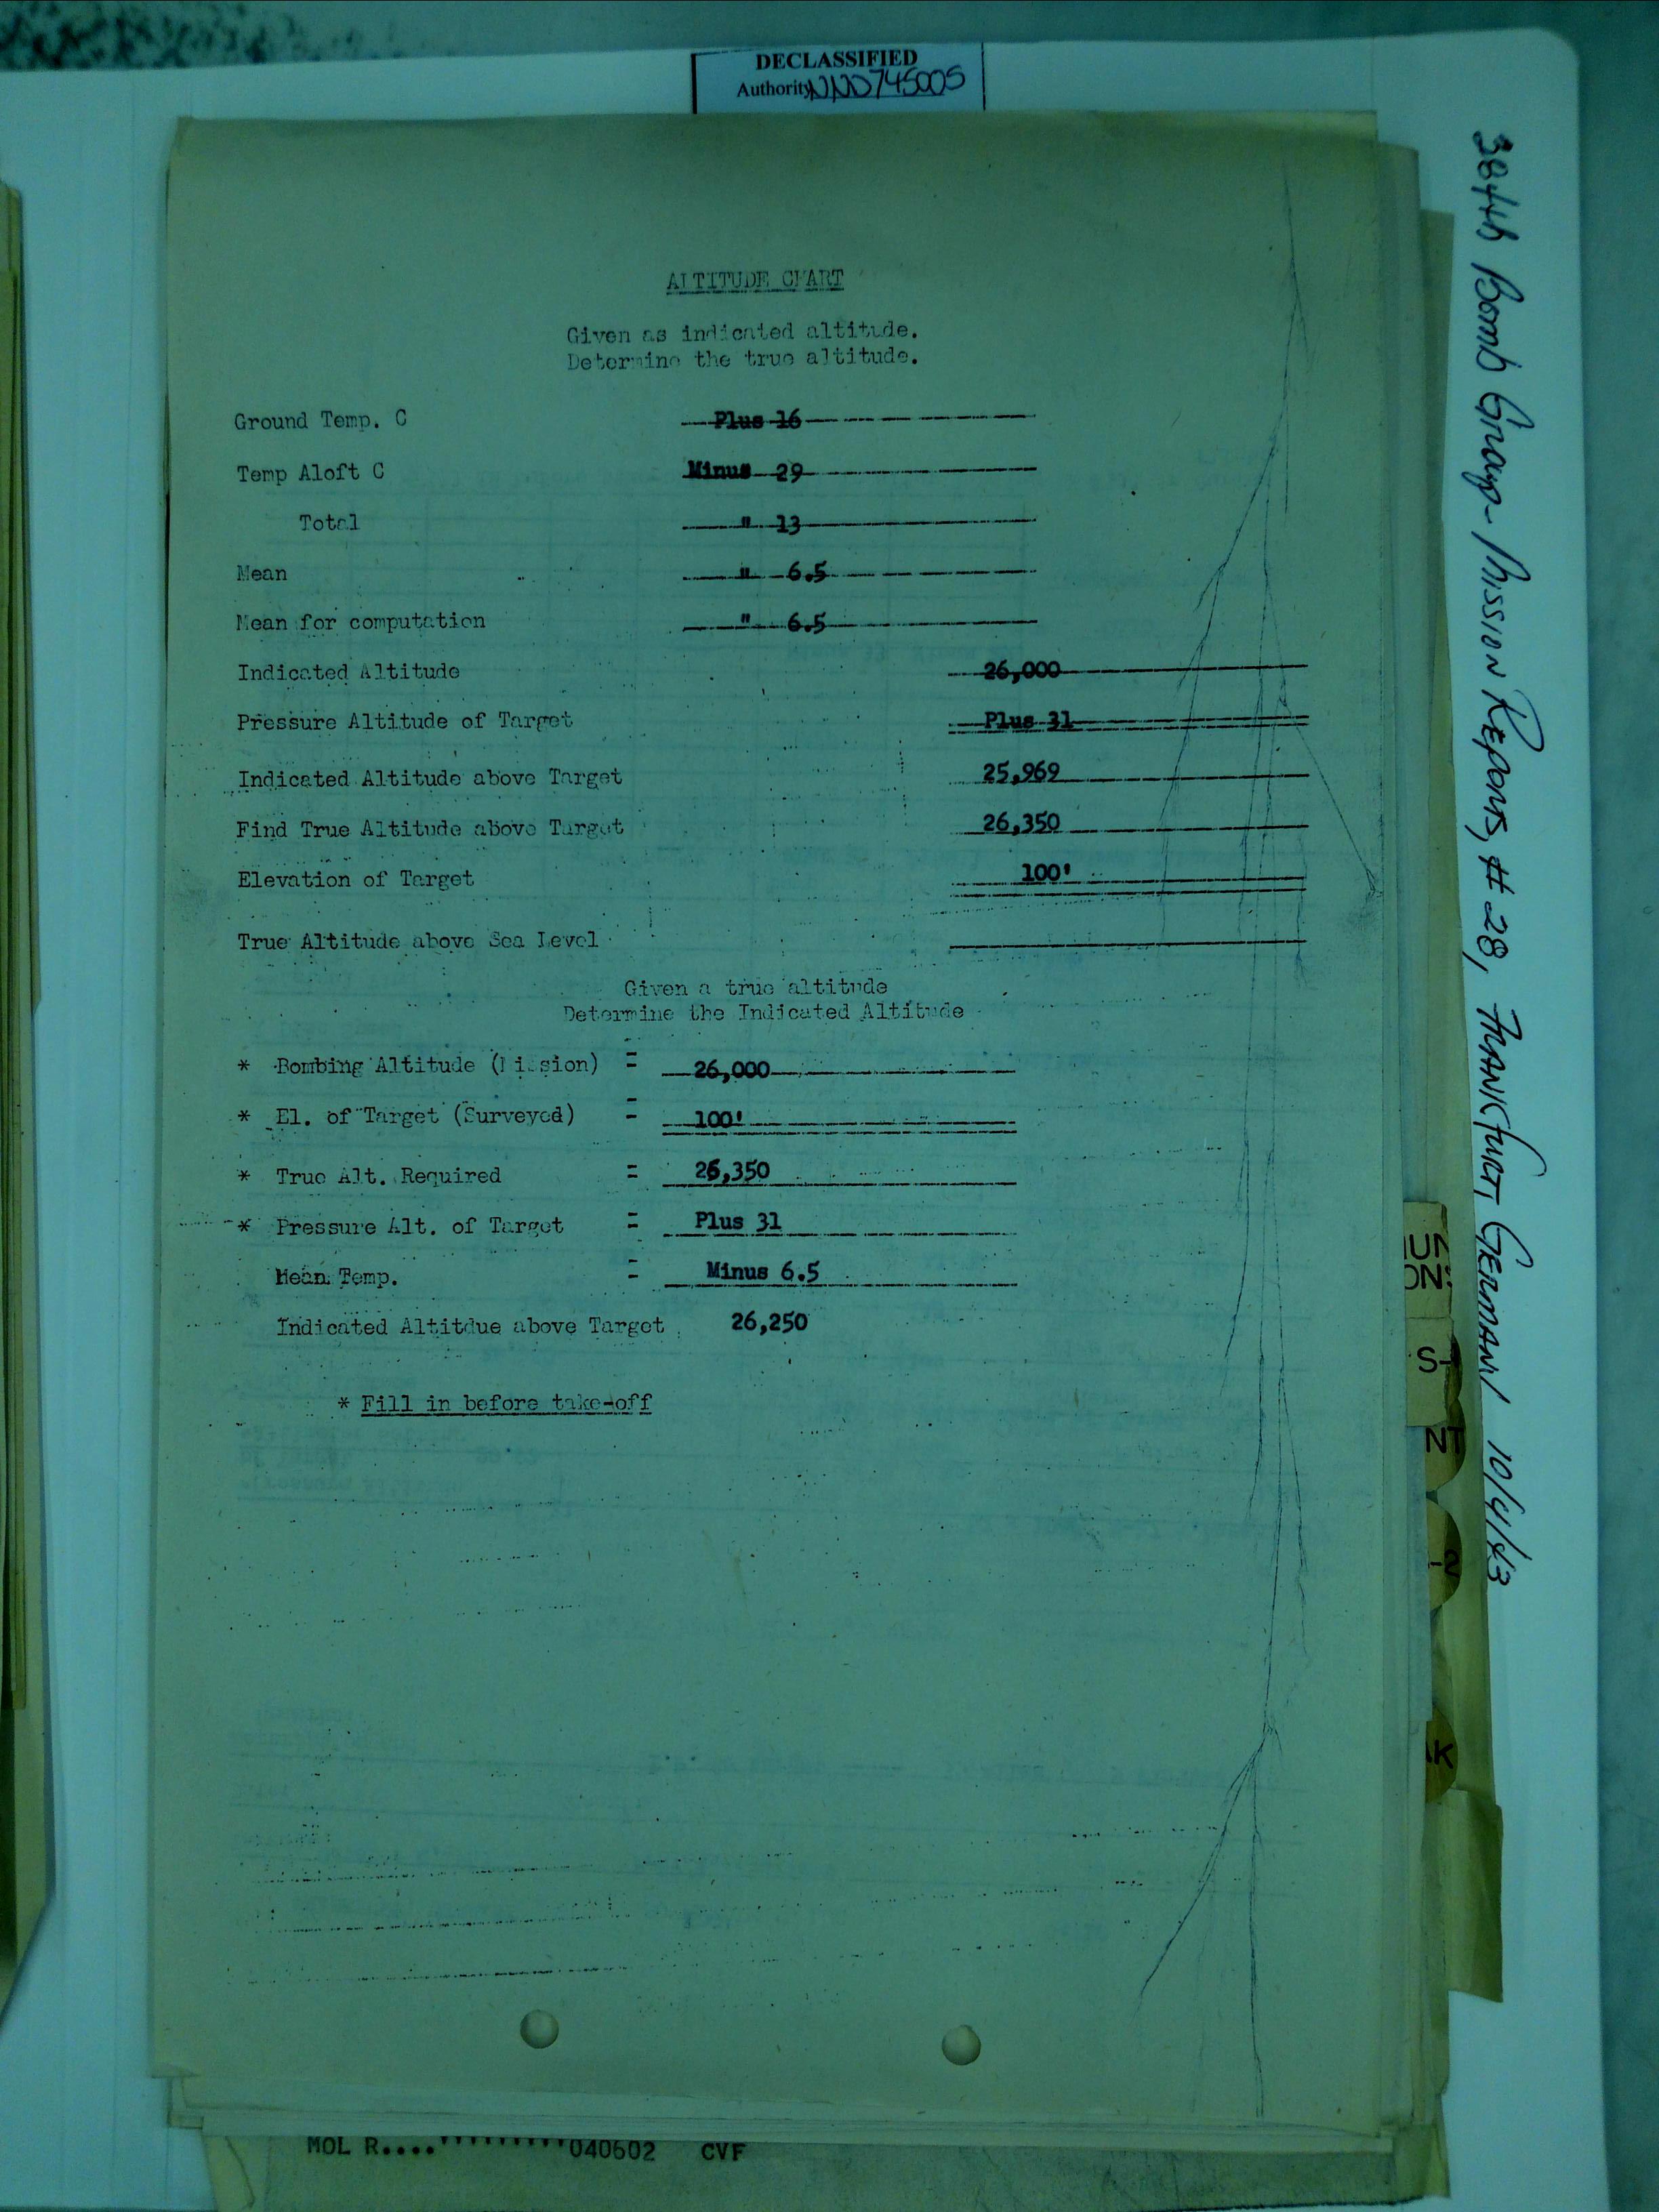 DECLASSIFIED
Authority NND745005
ALTITUDE CHART
Given as indicated altitude.
Determine the true altitude.
Ground Temp. C Plus 16
Temp Aloft C Minus 29
Total " 13
Mean " 6.5
Mean for computation " 6.5
Indicated Altitude 26,000
Pressure Altitude of Target Plus 31
Indicated Altitude above Target 25,969
Find True Altitude above Target 26,350
Elevation of Target 100'
True Altitude above Sea Level
Given a true altitude
Determine the Indicated Altitude
* Bombing Altitude (Mission) = 26,000
* El. of Target (Surveyed) = 100'
* True Alt. Required = 26,350
* Pressure Alt. of Target = Plus 31
Mean Temp. = Minus 6.5
Indicated Altitdue above Target 26,250
* Fill in before take-off
384th Bomb Group - Mission Reports, # 28, FRANKFURT, GERMANY 10/4/43
S-
NT
-2
AK
MOL R.... 040602 CVF